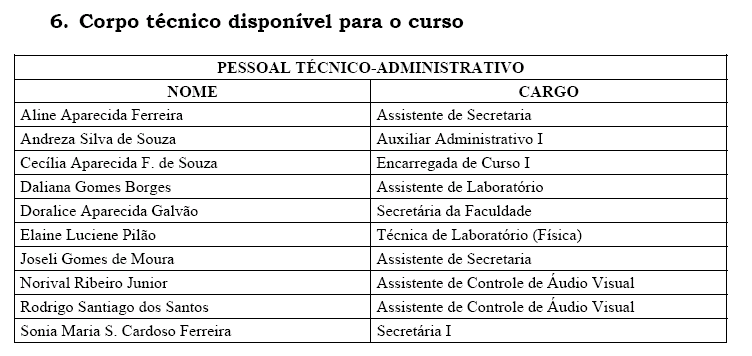 6. Corpo técnico disponível para o curso
PESSOAL TÉCNICO-ADMINISTRATIVO
NOME CARGO
Aline Aparecida Ferreira Assistente de Secretaria
Andreza Silva de Souza Auxiliar Administrativo I
Cecília Aparecida F. de Souza Encarregada de Curso I
Daliana Gomes Borges Assistente de Laboratório
Doralice Aparecida Galvão Secretária da Faculdade
Elaine Luciene Pilão Técnica de Laboratório (Física)
Joseli Gomes de Moura Assistente de Secretaria
Norival Ribeiro Junior Assistente de Controle de Áudio Visual
Rodrigo Santiago dos Santos Assistente de Controle de Áudio Visual
Sonia Maria S. Cardoso Ferreira Secretária I